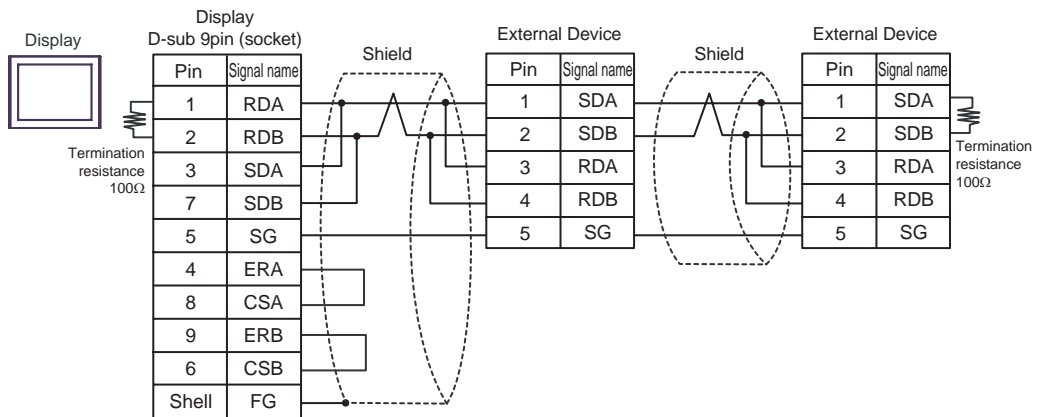 Display
Display
D-sub 9pin (socket)
Pin Signal name
1 RDA
2 RDB
3 SDA
7 SDB
5 SG
4 ERA
8 CSA
9 ERB
6 CSB
Shell FG
Termination
resistance
100Ω
Shield
External Device
Pin Signal name
1 SDA
2 SDB
3 RDA
4 RDB
5 SG
Shield
External Device
Pin Signal name
1 SDA
2 SDB
3 RDA
4 RDB
5 SG
Termination
resistance
100Ω